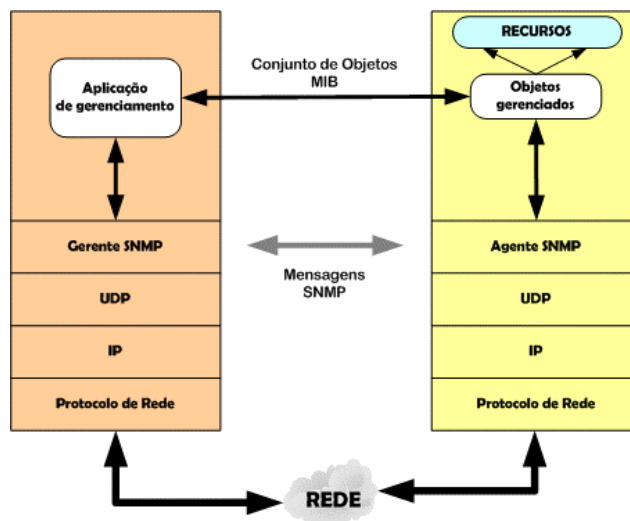 RECURSOS
Conjunto de Objetos
MIB
Aplicação
de gerenciamento
Objetos
gerenciados
Gerente SNMP
Mensagens
SNMP
Agente SNMP
UDP
UDP
IP
IP
Protocolo de Rede
Protocolo de Rede
REDE